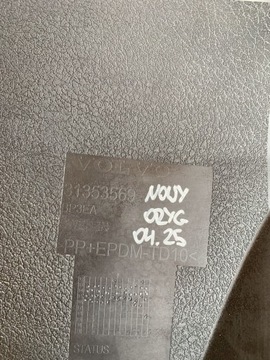 VOLVO
31353569
NOWY
ORYG
04.25
PP+EPDM-TD10<
STATUS